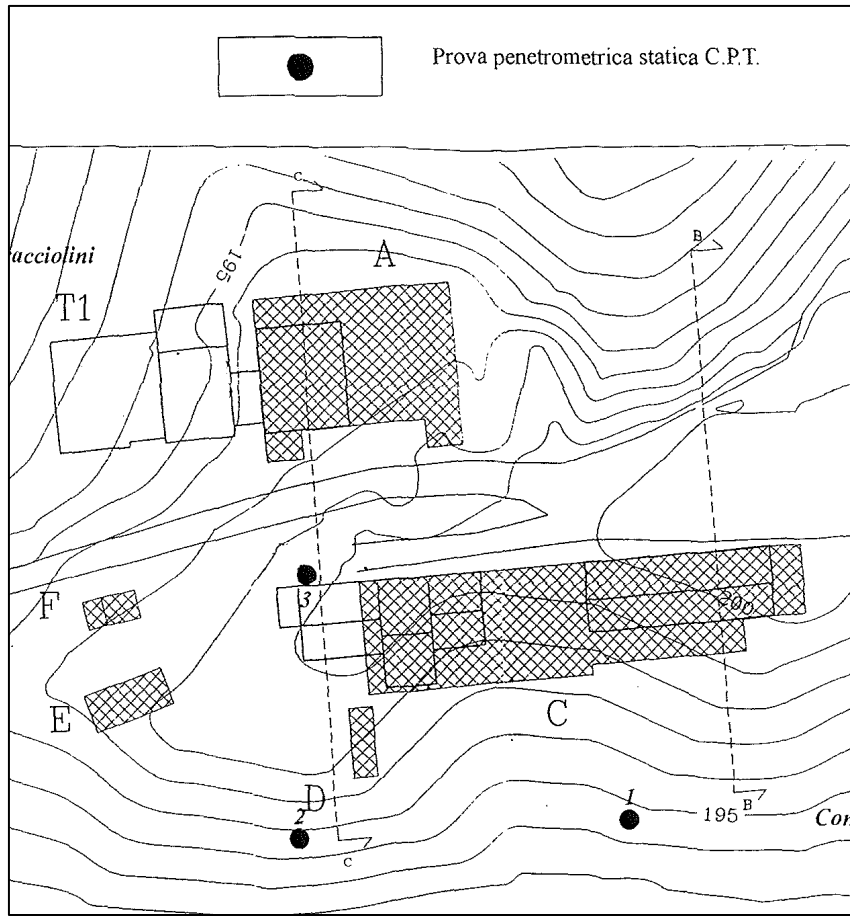 Prova penetrometrica statica C.P.T.
C
B
acciolini
195
A
T1
3
F
200
E
C
D
2
1
B
195
Con
C